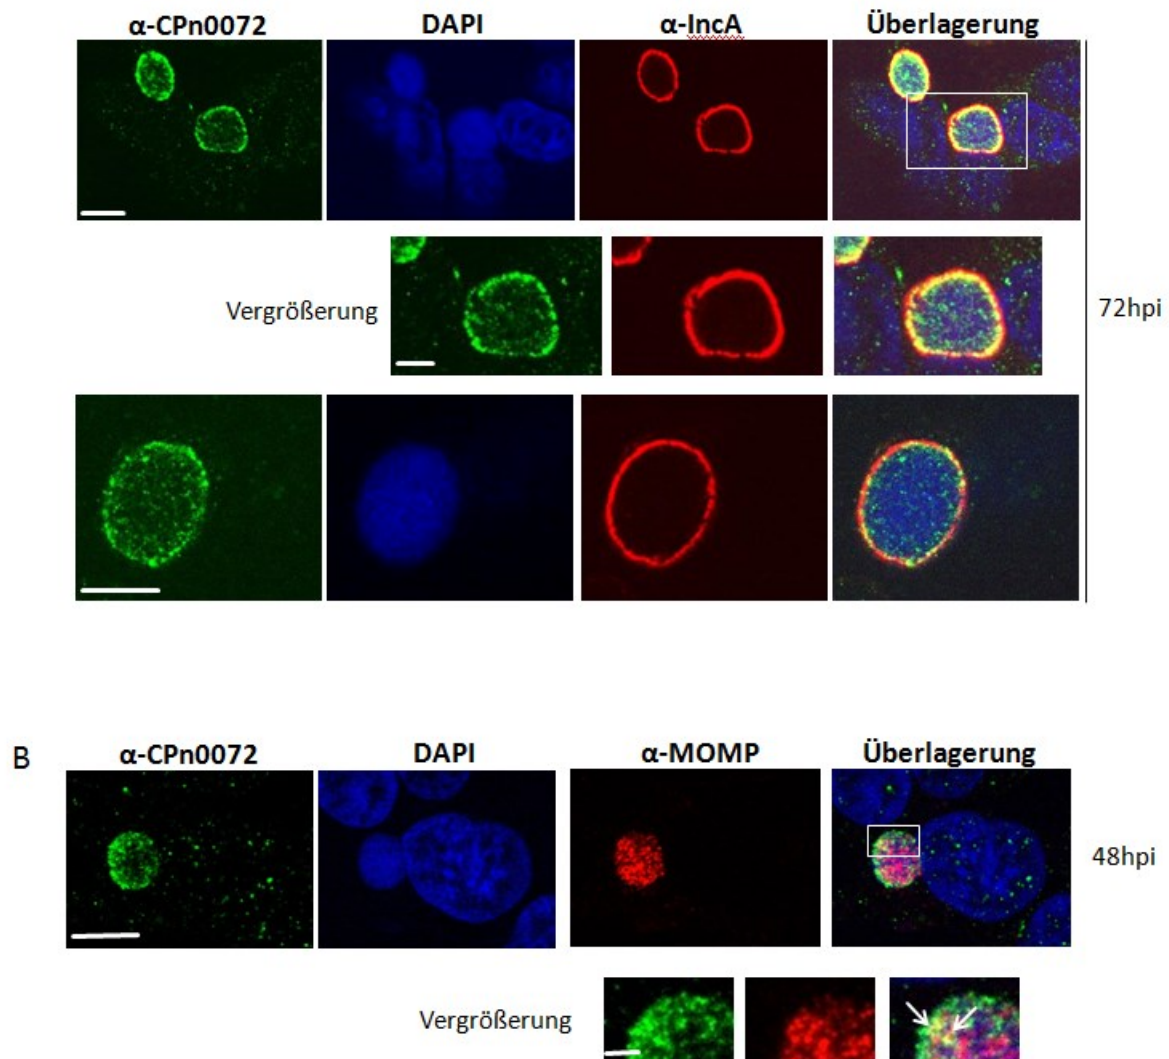 α-CPn0072 DAPI α-IncA Überlagerung
Vergrößerung
72hpi
B
α-CPn0072 DAPI α-MOMP Überlagerung
48hpi
Vergrößerung